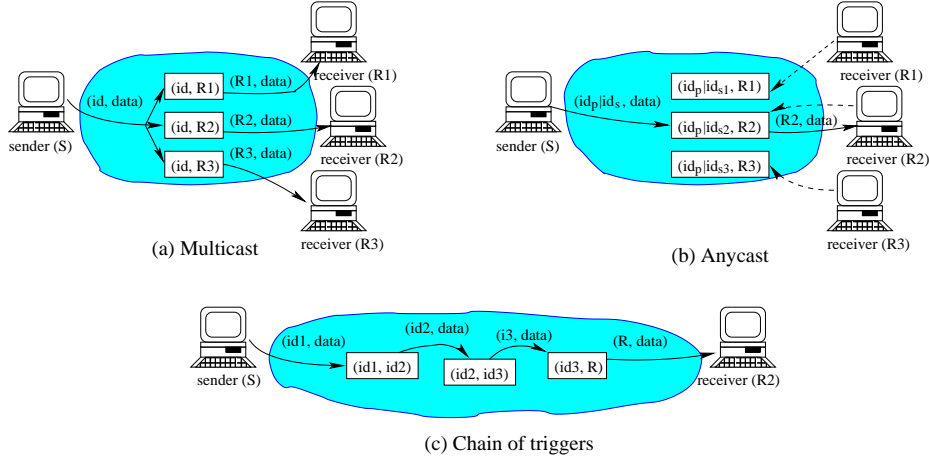 receiver (R1)
(id, data)
(id, R1)
(R1, data)
sender (S)
(id, R2)
(R2, data)
receiver (R2)
(id, R3)
(R3, data)
receiver (R3)
(a) Multicast
receiver (R1)
(id_p|id_s1, R1)
(id_p|id_s, data)
sender (S)
(id_p|id_s2, R2)
(R2, data)
receiver (R2)
(id_p|id_s3, R3)
receiver (R3)
(b) Anycast
(id1, data)
(id2, data)
(i3, data)
(R, data)
sender (S)
(id1, id2)
(id2, id3)
(id3, R)
receiver (R2)
(c) Chain of triggers